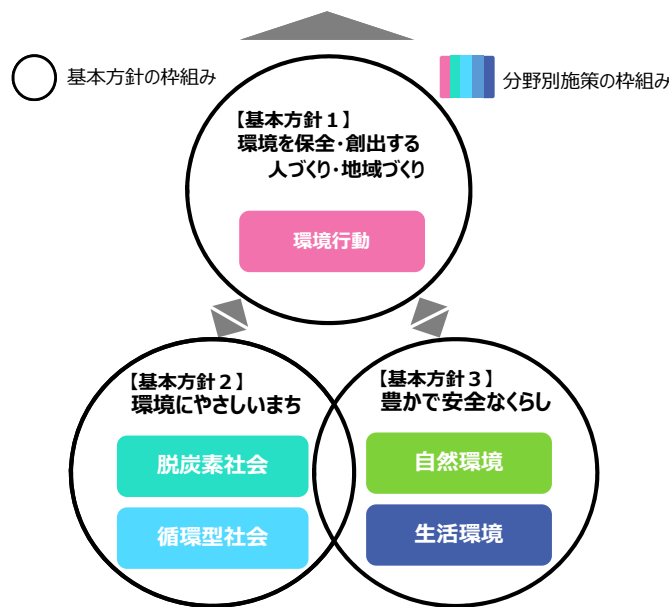 基本方針の枠組み
分野別施策の枠組み
【基本方針１】
環境を保全・創出する
人づくり・地域づくり
環境行動
【基本方針２】
環境にやさしいまち
脱炭素社会
循環型社会
【基本方針３】
豊かで安全なくらし
自然環境
生活環境